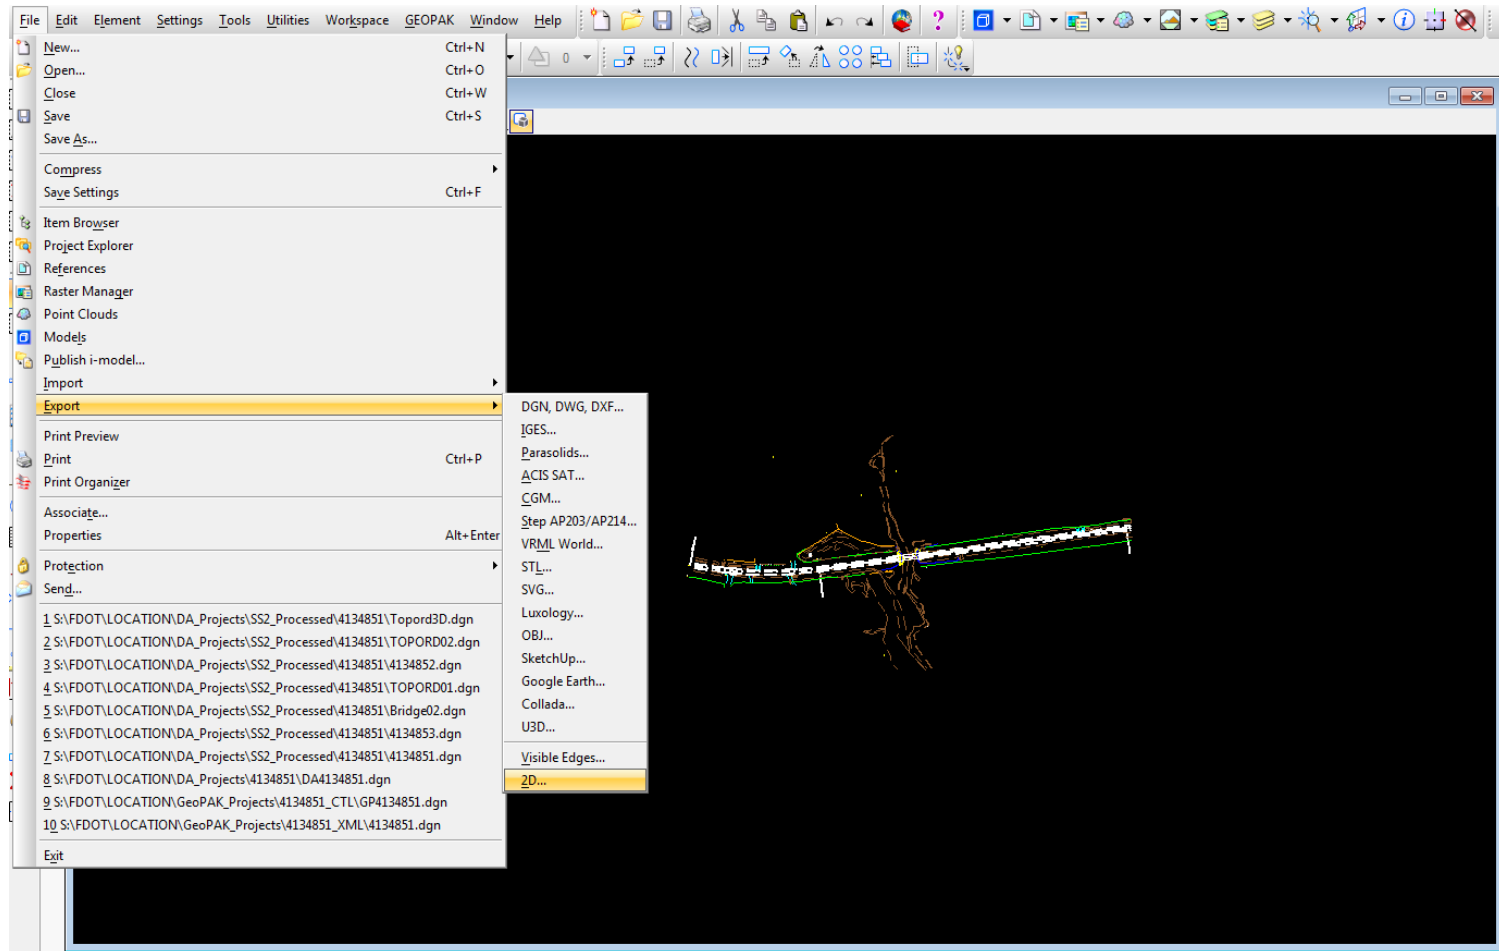 File Edit Element Settings Tools Utilities Workspace GEOPAK Window Help
New... Ctrl+N
Open... Ctrl+O
Close Ctrl+W
Save Ctrl+S
Save As...
Compress
Save Settings Ctrl+F
Item Browser
Project Explorer
References
Raster Manager
Point Clouds
Models
Publish i-model...
Import
Export
Print Preview
Print Ctrl+P
Print Organizer
Associate...
Properties Alt+Enter
Protection
Send...
1 S:\FDOT\LOCATION\DA_Projects\SS2_Processed\4134851\Topord3D.dgn
2 S:\FDOT\LOCATION\DA_Projects\SS2_Processed\4134851\TOPORD02.dgn
3 S:\FDOT\LOCATION\DA_Projects\SS2_Processed\4134851\4134852.dgn
4 S:\FDOT\LOCATION\DA_Projects\SS2_Processed\4134851\TOPORD01.dgn
5 S:\FDOT\LOCATION\DA_Projects\SS2_Processed\4134851\Bridge02.dgn
6 S:\FDOT\LOCATION\DA_Projects\SS2_Processed\4134851\4134853.dgn
7 S:\FDOT\LOCATION\DA_Projects\SS2_Processed\4134851\4134851.dgn
8 S:\FDOT\LOCATION\DA_Projects\4134851\DA4134851.dgn
9 S:\FDOT\LOCATION\GeoPAK_Projects\4134851_CTL\GP4134851.dgn
10 S:\FDOT\LOCATION\GeoPAK_Projects\4134851_XML\4134851.dgn
Exit
0
DGN, DWG, DXF...
IGES...
Parasolids...
ACIS SAT...
CGM...
Step AP203/AP214...
VRML World...
STL...
SVG...
Luxology...
OBJ...
SketchUp...
Google Earth...
Collada...
U3D...
Visible Edges...
2D...